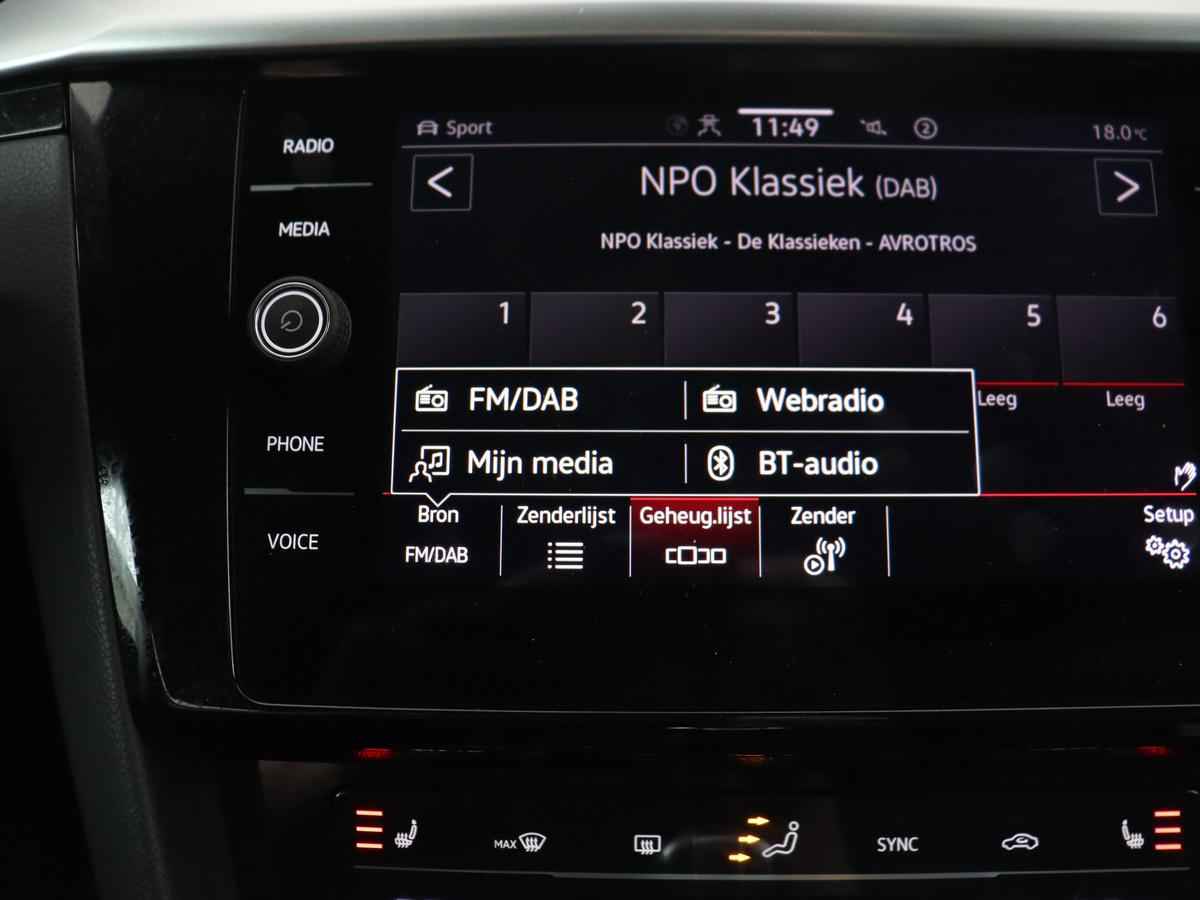 RADIO
MEDIA
PHONE
VOICE
Sport
11:49
2
18.0°C
<
NPO Klassiek (DAB)
>
NPO Klassiek - De Klassieken - AVROTROS
1 2 3 4 5 6
Leeg Leeg
FM/DAB Webradio
Mijn media BT-audio
Bron Zenderlijst Geheug.lijst Zender Setup
FM/DAB
MAX SYNC